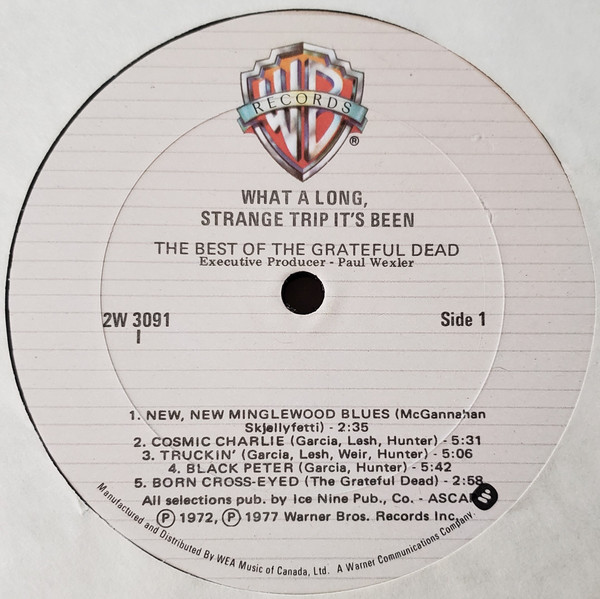 WB
RECORDS
®
WHAT A LONG,
STRANGE TRIP IT'S BEEN
THE BEST OF THE GRATEFUL DEAD
Executive Producer - Paul Wexler
2W 3091
1
Side 1
1. NEW, NEW MINGLEWOOD BLUES (McGannahan
Skjellyfetti) - 2:35
2. COSMIC CHARLIE (Garcia, Lesh, Hunter) - 5:31
3. TRUCKIN' (Garcia, Lesh, Weir, Hunter) - 5:06
4. BLACK PETER (Garcia, Hunter) - 5:42
5. BORN CROSS-EYED (The Grateful Dead) - 2:58
All selections pub. by Ice Nine Pub., Co. - ASCAP
Ⓟ 1972, Ⓟ 1977 Warner Bros. Records Inc.
Manufactured and Distributed By WEA Music of Canada, Ltd. A Warner Communications Company.